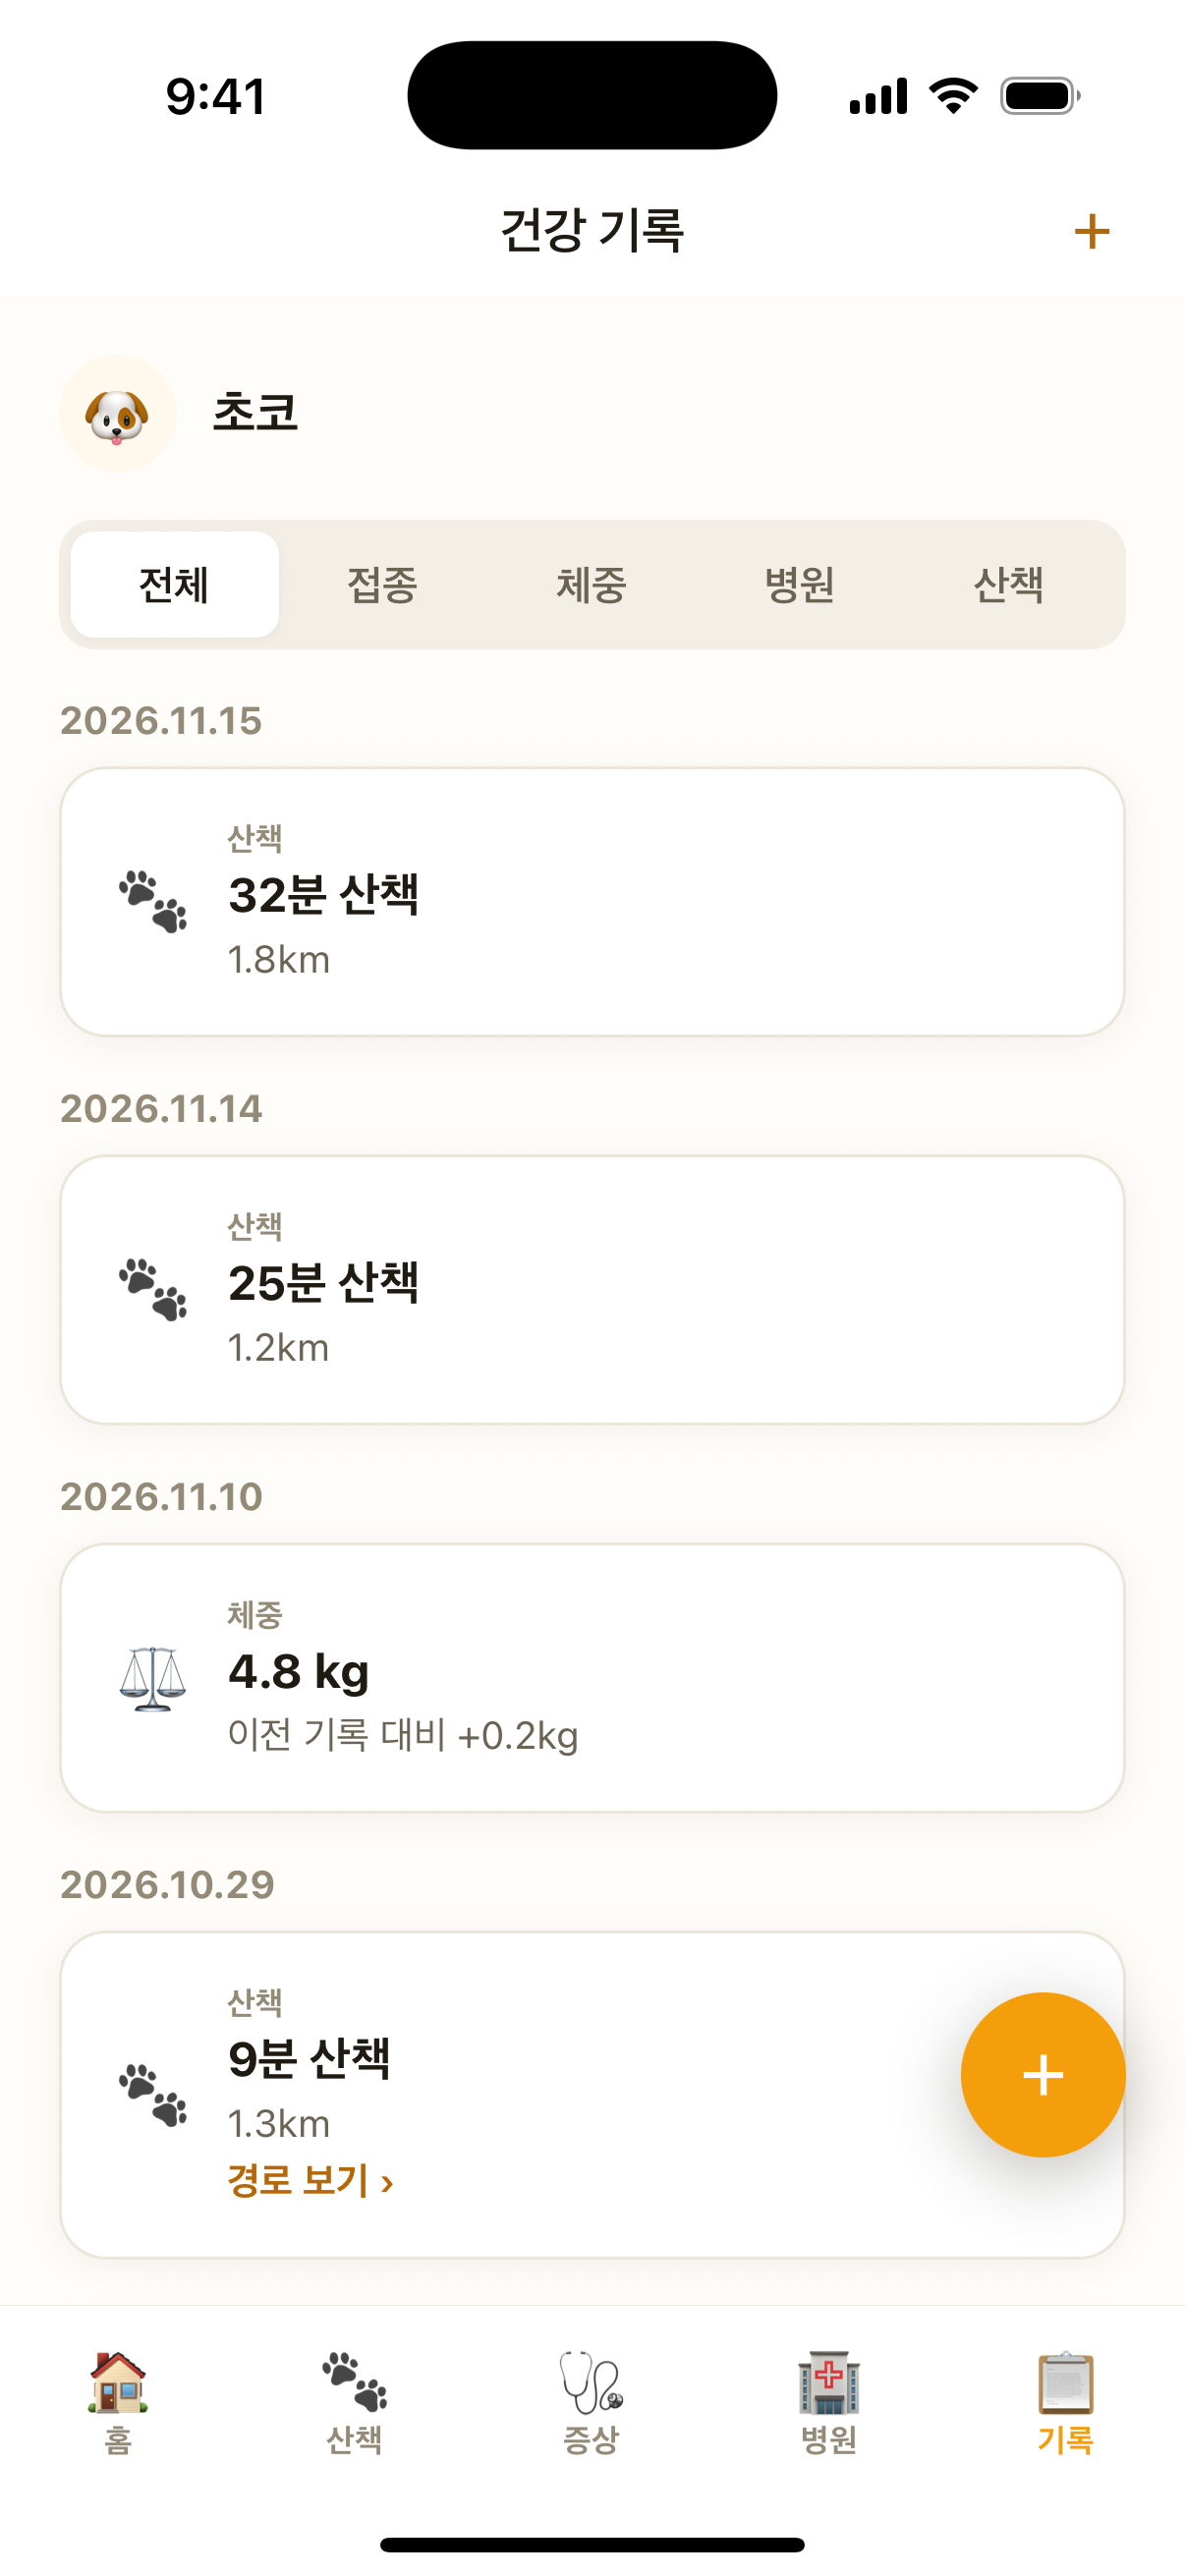 9:41
건강 기록
+
초코
전체 접종 체중 병원 산책
2026.11.15
산책
32분 산책
1.8km
2026.11.14
산책
25분 산책
1.2km
2026.11.10
체중
4.8 kg
이전 기록 대비 +0.2kg
2026.10.29
산책
9분 산책
1.3km
경로 보기 ›
+
홈 산책 증상 병원 기록